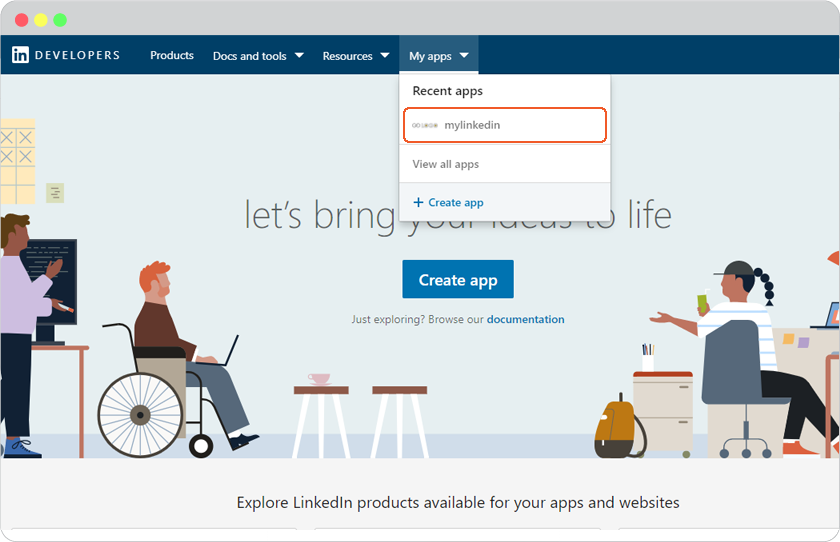 in DEVELOPERS Products Docs and tools Resources My apps
Recent apps
mylinkedin
View all apps
+ Create app
let's bring your ideas to life
Create app
Just exploring? Browse our documentation
Explore LinkedIn products available for your apps and websites